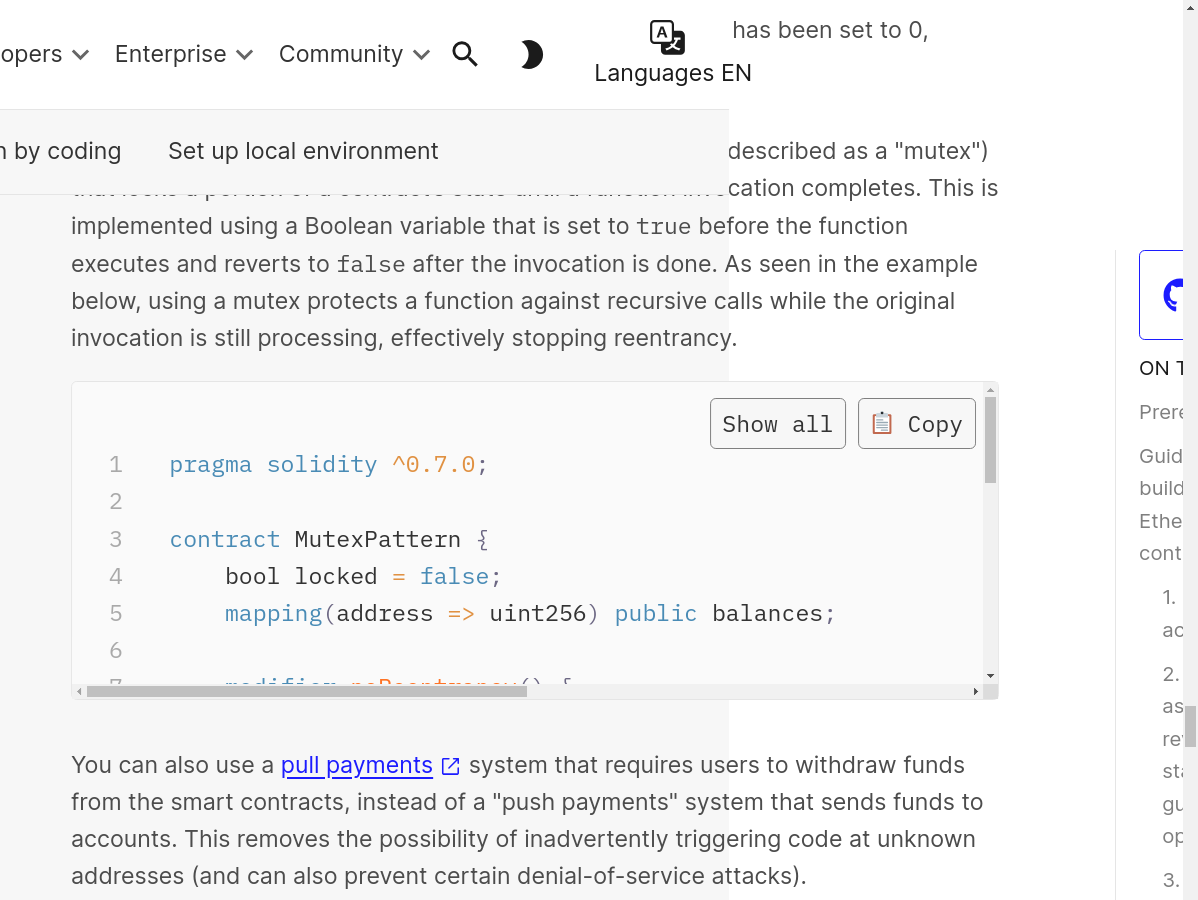 has been set to 0,
opers Enterprise Community
Languages EN
by coding Set up local environment
described as a "mutex")
cation completes. This is
implemented using a Boolean variable that is set to true before the function
executes and reverts to false after the invocation is done. As seen in the example
below, using a mutex protects a function against recursive calls while the original
invocation is still processing, effectively stopping reentrancy.
Show all Copy
1 pragma solidity ^0.7.0;
2
3 contract MutexPattern {
4 bool locked = false;
5 mapping(address => uint256) public balances;
6
7 modifier noReentrancy() {
You can also use a pull payments system that requires users to withdraw funds
from the smart contracts, instead of a "push payments" system that sends funds to
accounts. This removes the possibility of inadvertently triggering code at unknown
addresses (and can also prevent certain denial-of-service attacks).
ON T
Prere
Guid
build
Ethe
cont
1.
ac
2.
as
re
sta
gu
op
3.